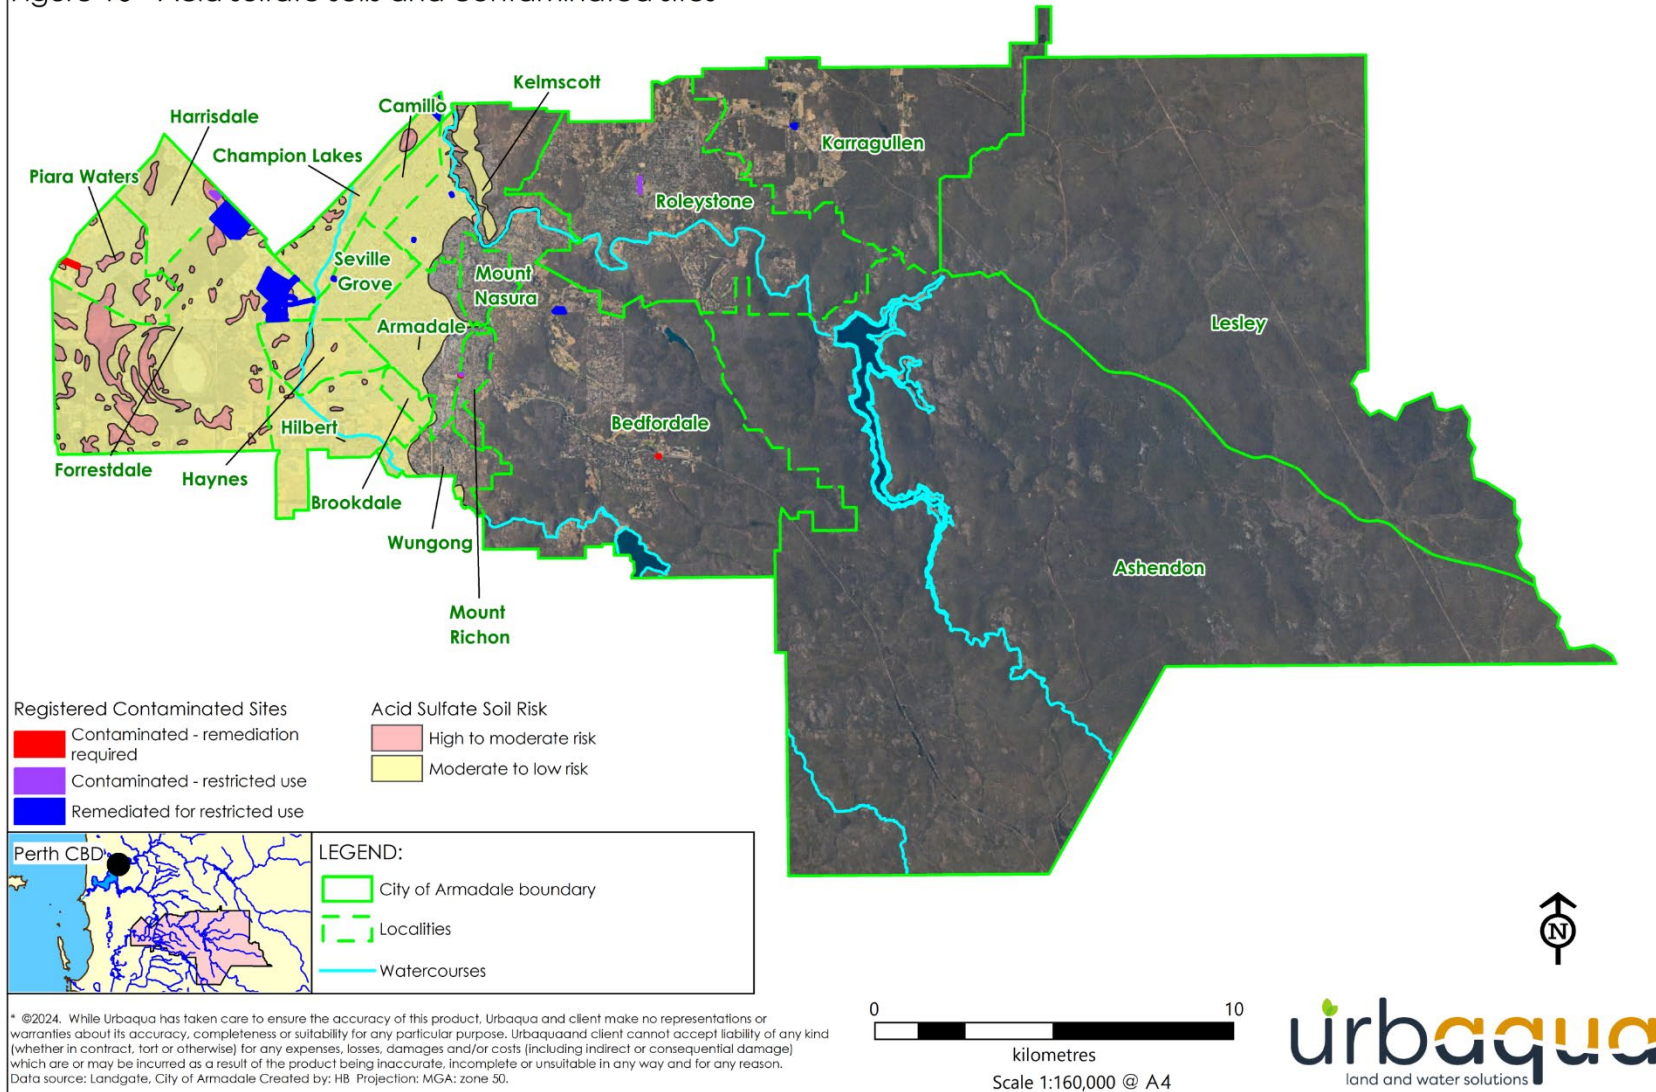 Figure 10 - Acid sulfate soils and contaminated sites
Kelmscott
Camillo
Harrisdale
Champion Lakes
Karragullen
Piara Waters
Roleystone
Seville
Grove
Mount
Nasura
Armadale
Lesley
Bedfordale
Hilbert
Forrestdale
Haynes
Brookdale
Wungong
Ashendon
Mount
Richon
Registered Contaminated Sites
Contaminated - remediation
required
Contaminated - restricted use
Remediated for restricted use
Acid Sulfate Soil Risk
High to moderate risk
Moderate to low risk
Perth CBD
LEGEND:
City of Armadale boundary
Localities
Watercourses
N
* ©2024. While Urbaqua has taken care to ensure the accuracy of this product, Urbaqua and client make no representations or
warranties about its accuracy, completeness or suitability for any particular purpose. Urbaquaand client cannot accept liability of any kind
(whether in contract, tort or otherwise) for any expenses, losses, damages and/or costs (including indirect or consequential damage)
which are or may be incurred as a result of the product being inaccurate, incomplete or unsuitable in any way and for any reason.
Data source: Landgate, City of Armadale Created by: HB Projection: MGA: zone 50.
0 10
kilometres
Scale 1:160,000 @ A4
urbaqua
land and water solutions